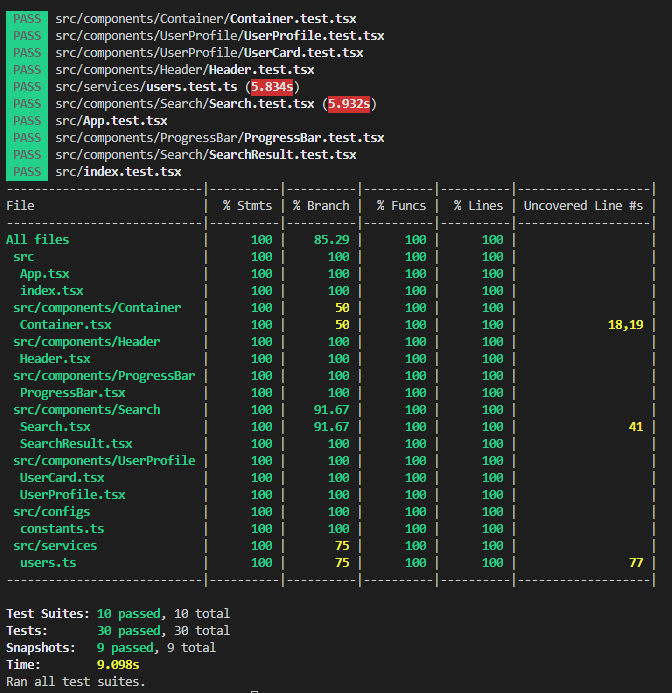 PASS src/components/Container/Container.test.tsx
PASS src/components/UserProfile/UserProfile.test.tsx
PASS src/components/UserProfile/UserCard.test.tsx
PASS src/components/Header/Header.test.tsx
PASS src/services/users.test.ts (5.834s)
PASS src/components/Search/Search.test.tsx (5.932s)
PASS src/App.test.tsx
PASS src/components/ProgressBar/ProgressBar.test.tsx
PASS src/components/Search/SearchResult.test.tsx
PASS src/index.test.tsx
----------------------------|----------|----------|----------|----------|-------------------|
File                        |  % Stmts | % Branch |  % Funcs |  % Lines | Uncovered Line #s |
----------------------------|----------|----------|----------|----------|-------------------|
All files                   |      100 |    85.29 |      100 |      100 |                   |
 src                        |      100 |      100 |      100 |      100 |                   |
  App.tsx                   |      100 |      100 |      100 |      100 |                   |
  index.tsx                 |      100 |      100 |      100 |      100 |                   |
 src/components/Container   |      100 |       50 |      100 |      100 |                   |
  Container.tsx             |      100 |       50 |      100 |      100 |             18,19 |
 src/components/Header      |      100 |      100 |      100 |      100 |                   |
  Header.tsx                |      100 |      100 |      100 |      100 |                   |
 src/components/ProgressBar |      100 |      100 |      100 |      100 |                   |
  ProgressBar.tsx           |      100 |      100 |      100 |      100 |                   |
 src/components/Search      |      100 |    91.67 |      100 |      100 |                   |
  Search.tsx                |      100 |    91.67 |      100 |      100 |                41 |
  SearchResult.tsx          |      100 |      100 |      100 |      100 |                   |
 src/components/UserProfile |      100 |      100 |      100 |      100 |                   |
  UserCard.tsx              |      100 |      100 |      100 |      100 |                   |
  UserProfile.tsx           |      100 |      100 |      100 |      100 |                   |
 src/configs                |      100 |      100 |      100 |      100 |                   |
  constants.ts              |      100 |      100 |      100 |      100 |                   |
 src/services               |      100 |       75 |      100 |      100 |                   |
  users.ts                  |      100 |       75 |      100 |      100 |                77 |
----------------------------|----------|----------|----------|----------|-------------------|
Test Suites: 10 passed, 10 total
Tests:       30 passed, 30 total
Snapshots:   9 passed, 9 total
Time:        9.098s
Ran all test suites.